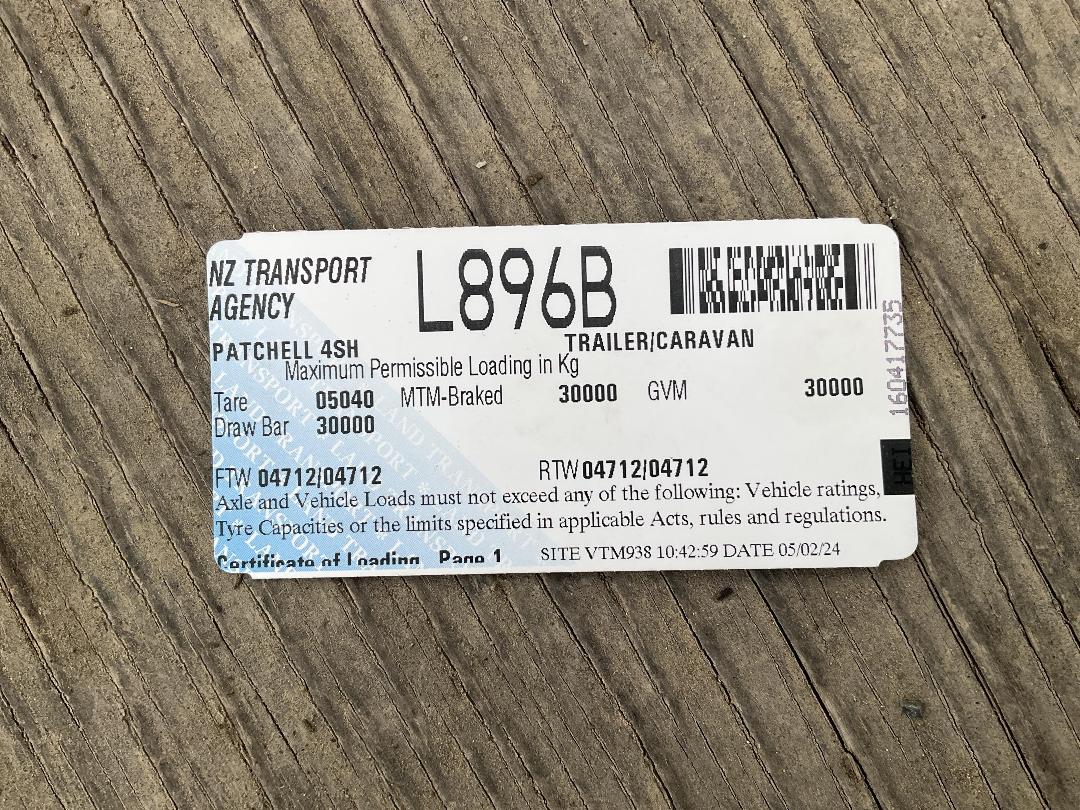 NZ TRANSPORT
AGENCY
L896B
PATCHELL 4SH
TRAILER/CARAVAN
Maximum Permissible Loading in Kg
Tare 05040 MTM-Braked 30000 GVM 30000
Draw Bar 30000
FTW 04712/04712 RTW 04712/04712
Axle and Vehicle Loads must not exceed any of the following: Vehicle ratings,
Tyre Capacities or the limits specified in applicable Acts, rules and regulations.
Certificate of Loading Page 1 SITE VTM938 10:42:59 DATE 05/02/24
160417735
HEI